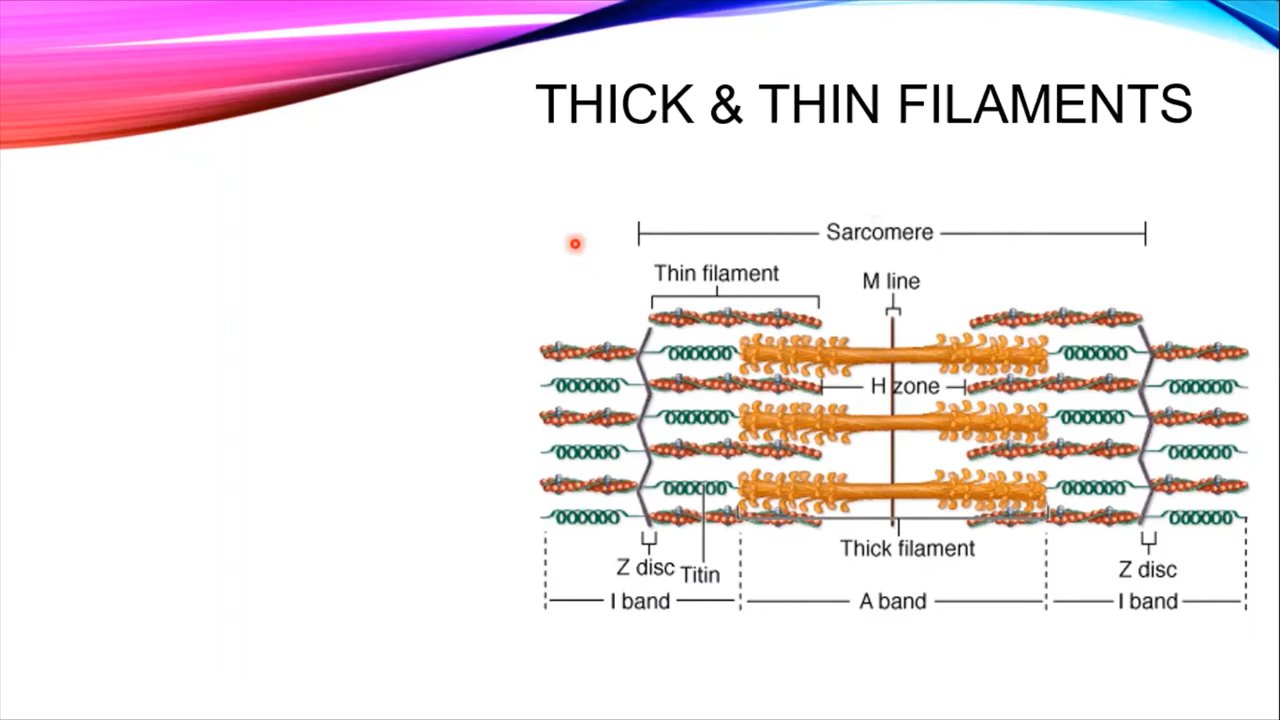 THICK & THIN FILAMENTS
Sarcomere
Thin filament
M line
H zone
Thick filament
Z disc
Titin
Z disc
I band
A band
I band